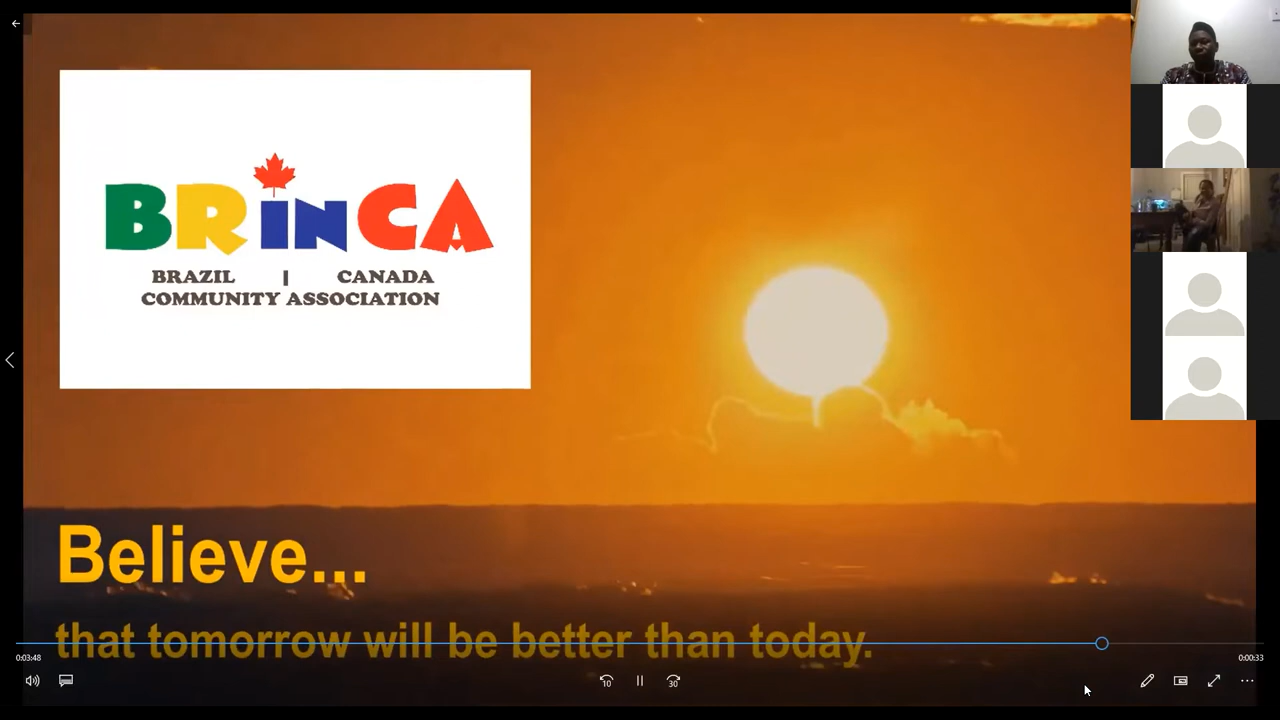 BRinCA
BRAZIL | CANADA
COMMUNITY ASSOCIATION
Believe...
that tomorrow will be better than today.
0:03:48
0:00:33
10
30